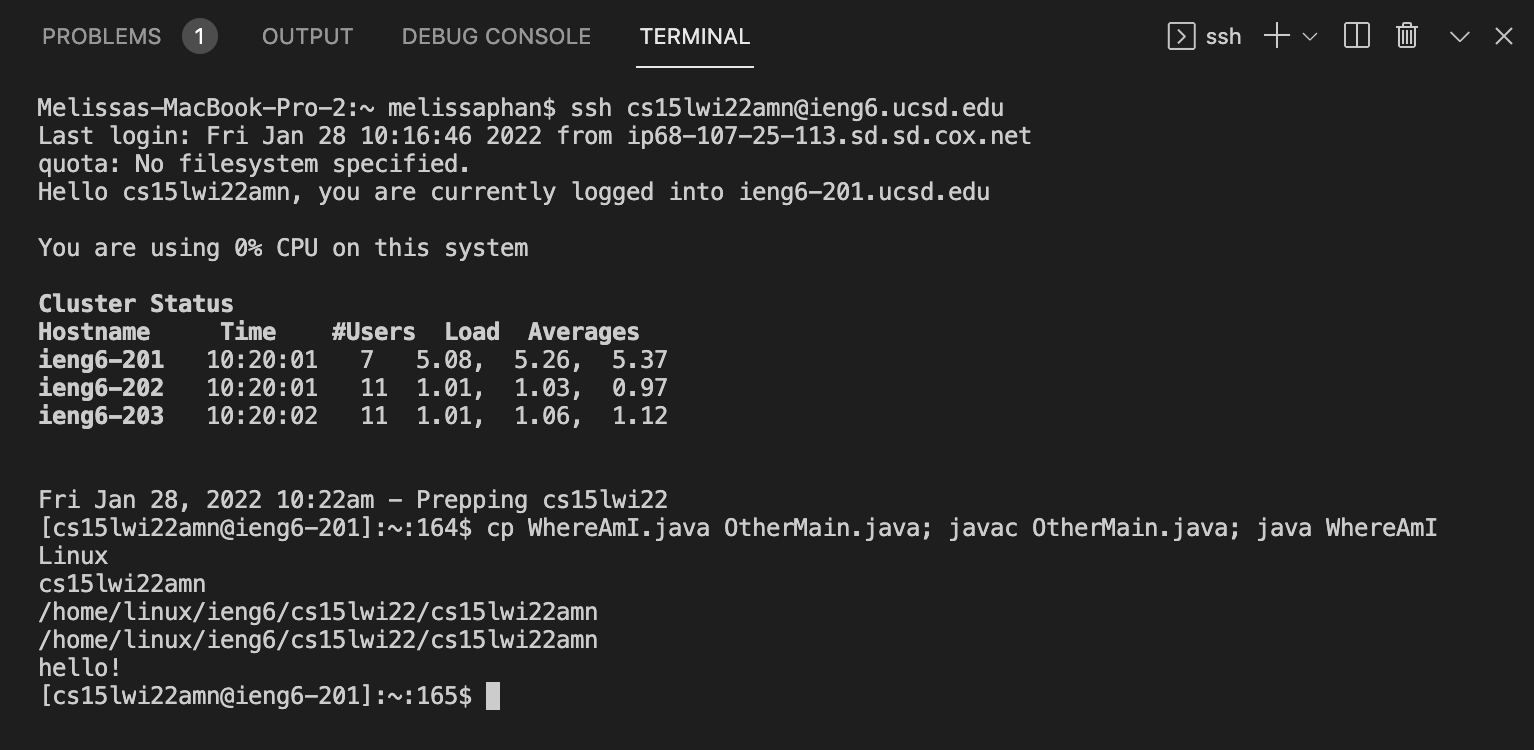 PROBLEMS 1 OUTPUT DEBUG CONSOLE TERMINAL ssh
Melissas-MacBook-Pro-2:~ melissaphan$ ssh cs15lwi22amn@ieng6.ucsd.edu
Last login: Fri Jan 28 10:16:46 2022 from ip68-107-25-113.sd.sd.cox.net
quota: No filesystem specified.
Hello cs15lwi22amn, you are currently logged into ieng6-201.ucsd.edu
You are using 0% CPU on this system
Cluster Status
Hostname Time #Users Load Averages
ieng6-201 10:20:01 7 5.08, 5.26, 5.37
ieng6-202 10:20:01 11 1.01, 1.03, 0.97
ieng6-203 10:20:02 11 1.01, 1.06, 1.12
Fri Jan 28, 2022 10:22am - Prepping cs15lwi22
[cs15lwi22amn@ieng6-201]:~:164$ cp WhereAmI.java OtherMain.java; javac OtherMain.java; java WhereAmI
Linux
cs15lwi22amn
/home/linux/ieng6/cs15lwi22/cs15lwi22amn
/home/linux/ieng6/cs15lwi22/cs15lwi22amn
hello!
[cs15lwi22amn@ieng6-201]:~:165$